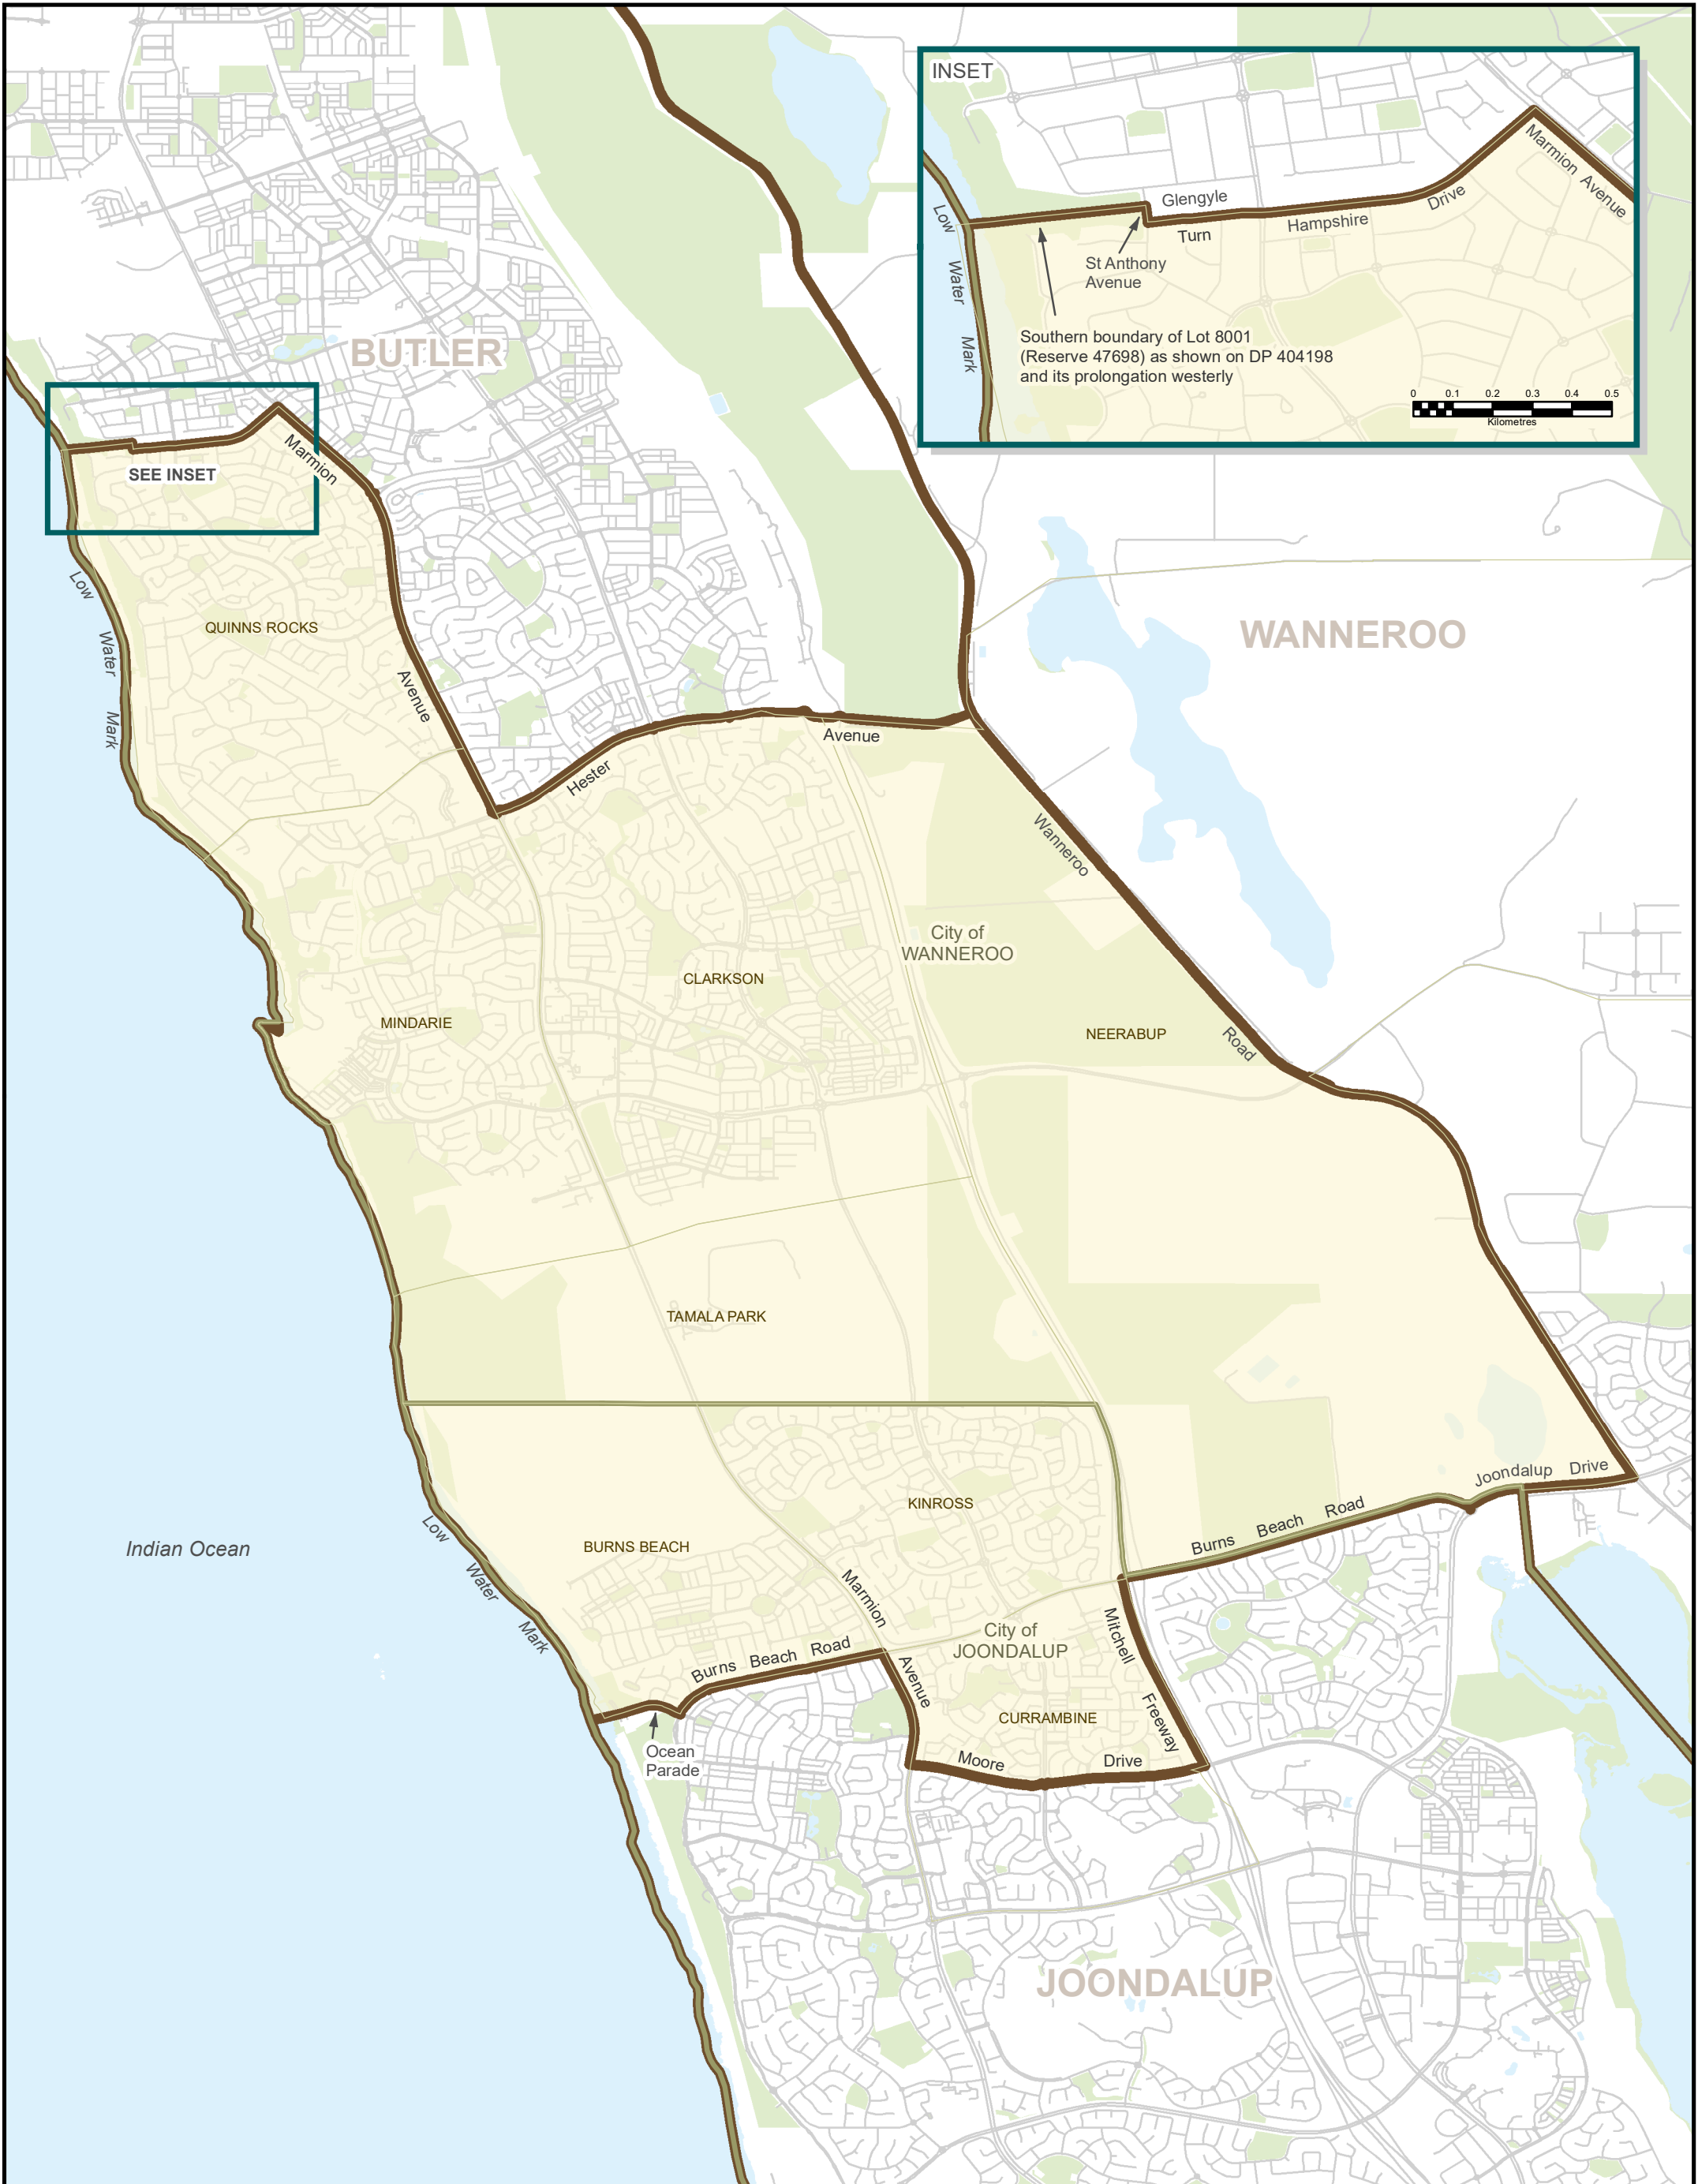 INSET
Marmion Avenue
Glengyle
Drive
Low Water Mark
Turn
Hampshire
St Anthony
Avenue
Southern boundary of Lot 8001
(Reserve 47698) as shown on DP 404198
and its prolongation westerly
0 0.1 0.2 0.3 0.4 0.5
Kilometres
BUTLER
Marmion
SEE INSET
Low Water Mark
QUINNS ROCKS
WANNEROO
Avenue
Avenue
Hester
Wanneroo
City of
WANNEROO
CLARKSON
MINDARIE
NEERABUP
Road
TAMALA PARK
Joondalup Drive
KINROSS
Burns Beach Road
Low Water Mark
Indian Ocean
BURNS BEACH
Marmion
Mitchell
City of
JOONDALUP
Burns Beach Road
Avenue
Freeway
CURRAMBINE
Ocean
Parade
Moore Drive
JOONDALUP